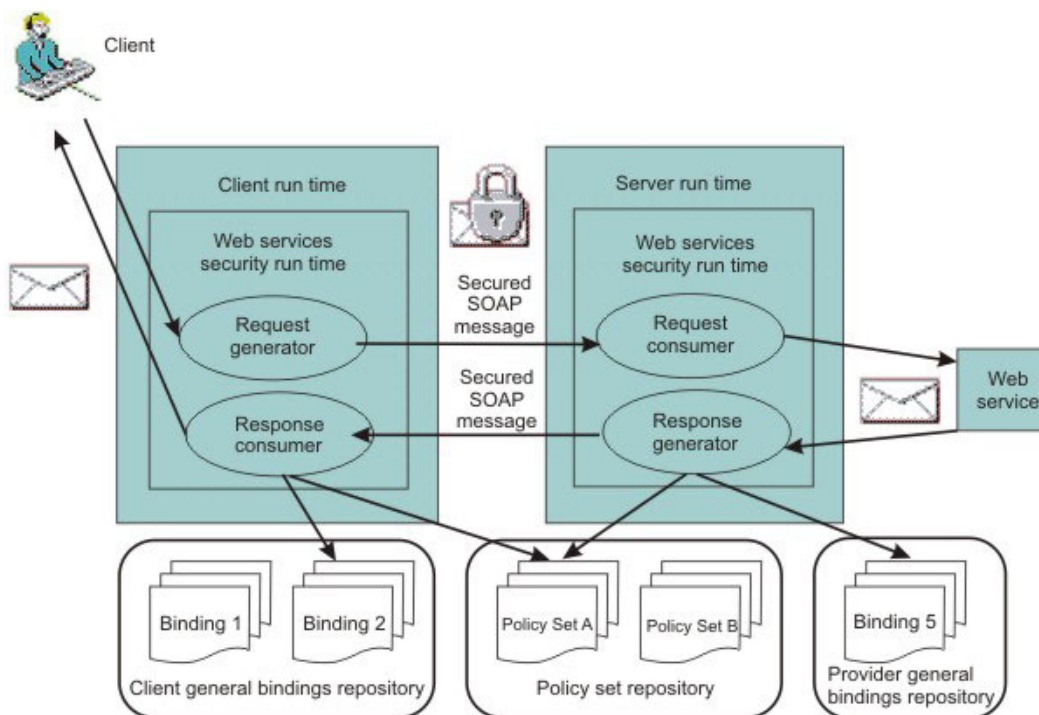 Client
Client run time
Server run time
Web services
security run time
Web services
security run time
Secured
SOAP
message
Request
generator
Request
consumer
Secured
SOAP
message
Web
service
Response
consumer
Response
generator
Binding 1
Binding 2
Policy Set A
Policy Set B
Binding 5
Client general bindings repository
Policy set repository
Provider general
bindings repository